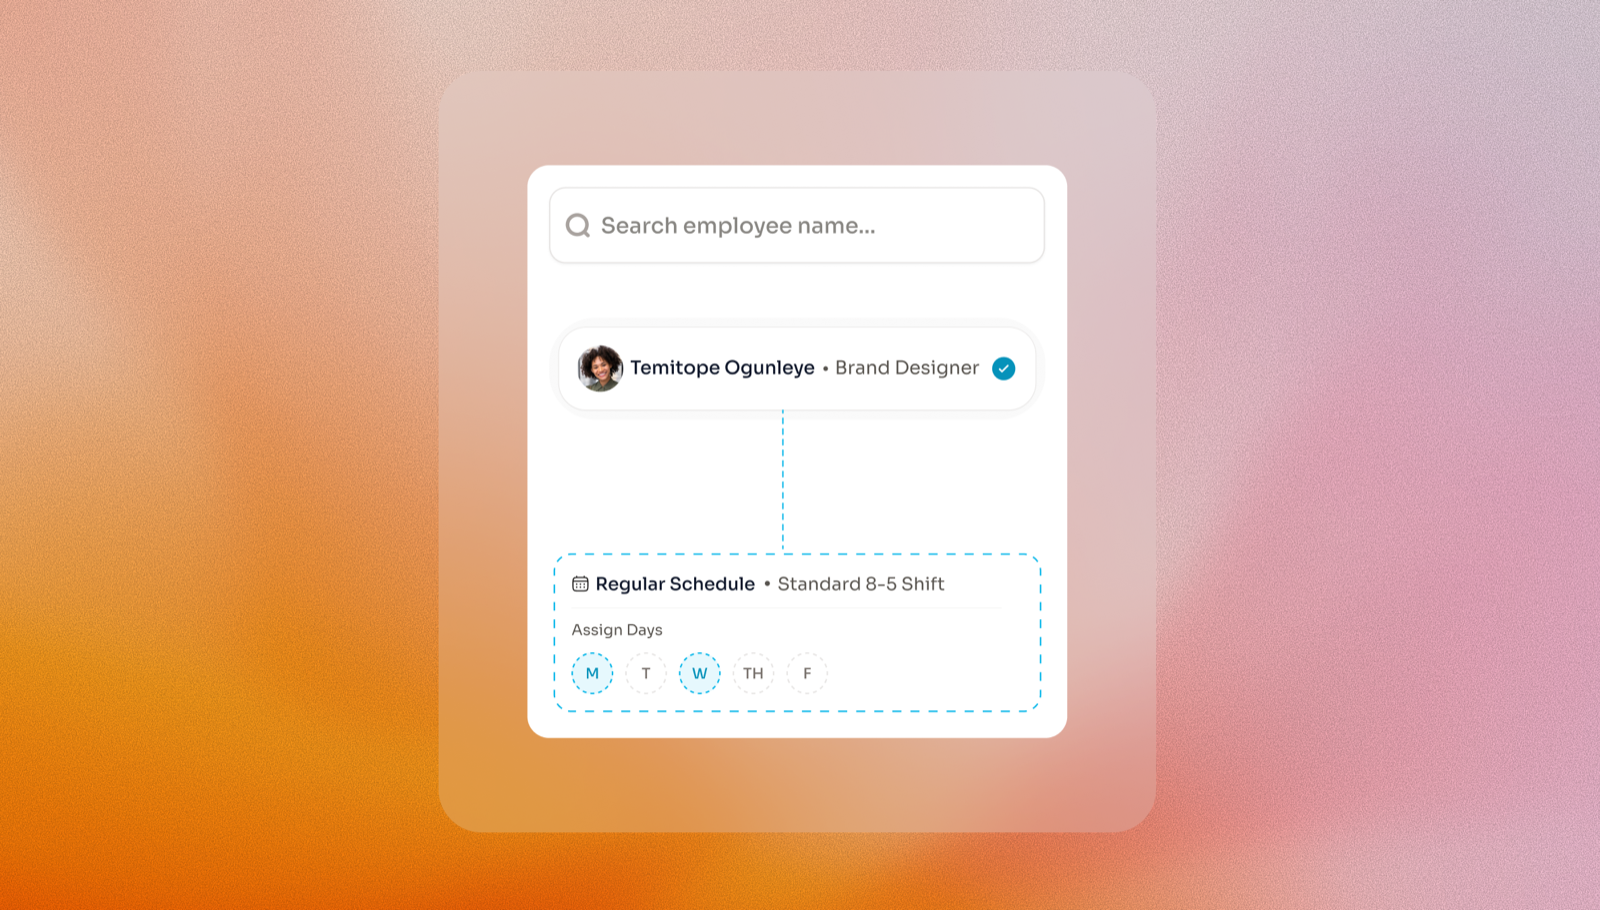 Search employee name...
Temitope Ogunleye • Brand Designer
Regular Schedule • Standard 8-5 Shift
Assign Days
M T W TH F